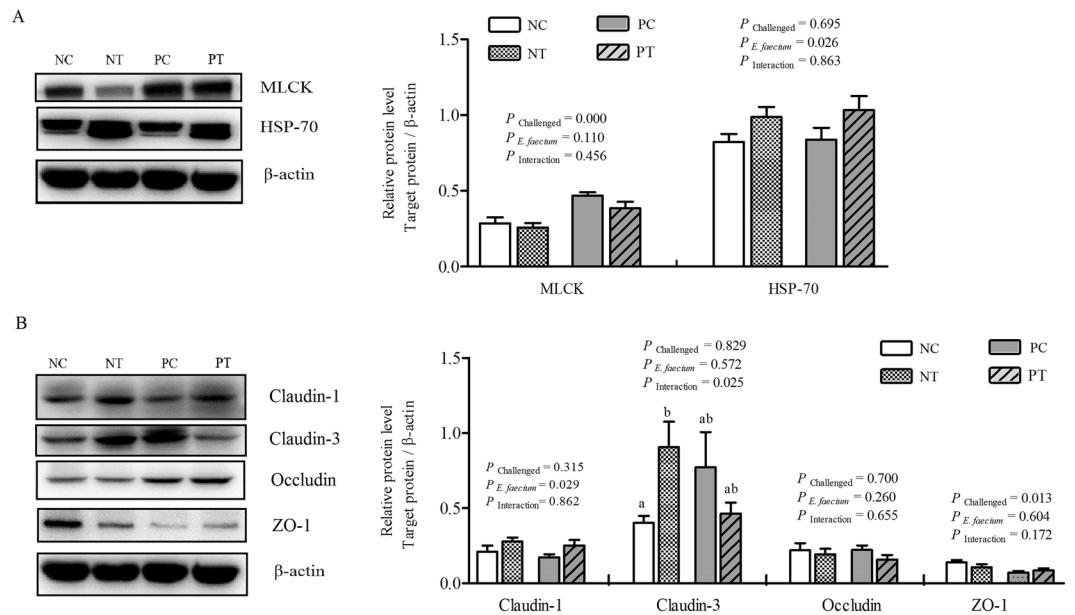 A
NC NT PC PT
MLCK
HSP-70
β-actin
Relative protein level
Target protein / β-actin
1.5
1.0
0.5
0.0
NC
PC
NT
PT
P Challenged = 0.000
P E. faecium = 0.110
P Interaction = 0.456
P Challenged = 0.695
P E. faecium = 0.026
P Interaction = 0.863
MLCK
HSP-70
B
NC NT PC PT
Claudin-1
Claudin-3
Occludin
ZO-1
β-actin
Relative protein level
Target protein / β-actin
1.5
1.0
0.5
0.0
NC
PC
NT
PT
P Challenged = 0.315
P E. faecium = 0.029
P Interaction = 0.862
P Challenged = 0.829
P E. faecium = 0.572
P Interaction = 0.025
a
b
ab
ab
P Challenged = 0.700
P E. faecium = 0.260
P Interaction = 0.655
P Challenged = 0.013
P E. faecium = 0.604
P Interaction = 0.172
Claudin-1
Claudin-3
Occludin
ZO-1